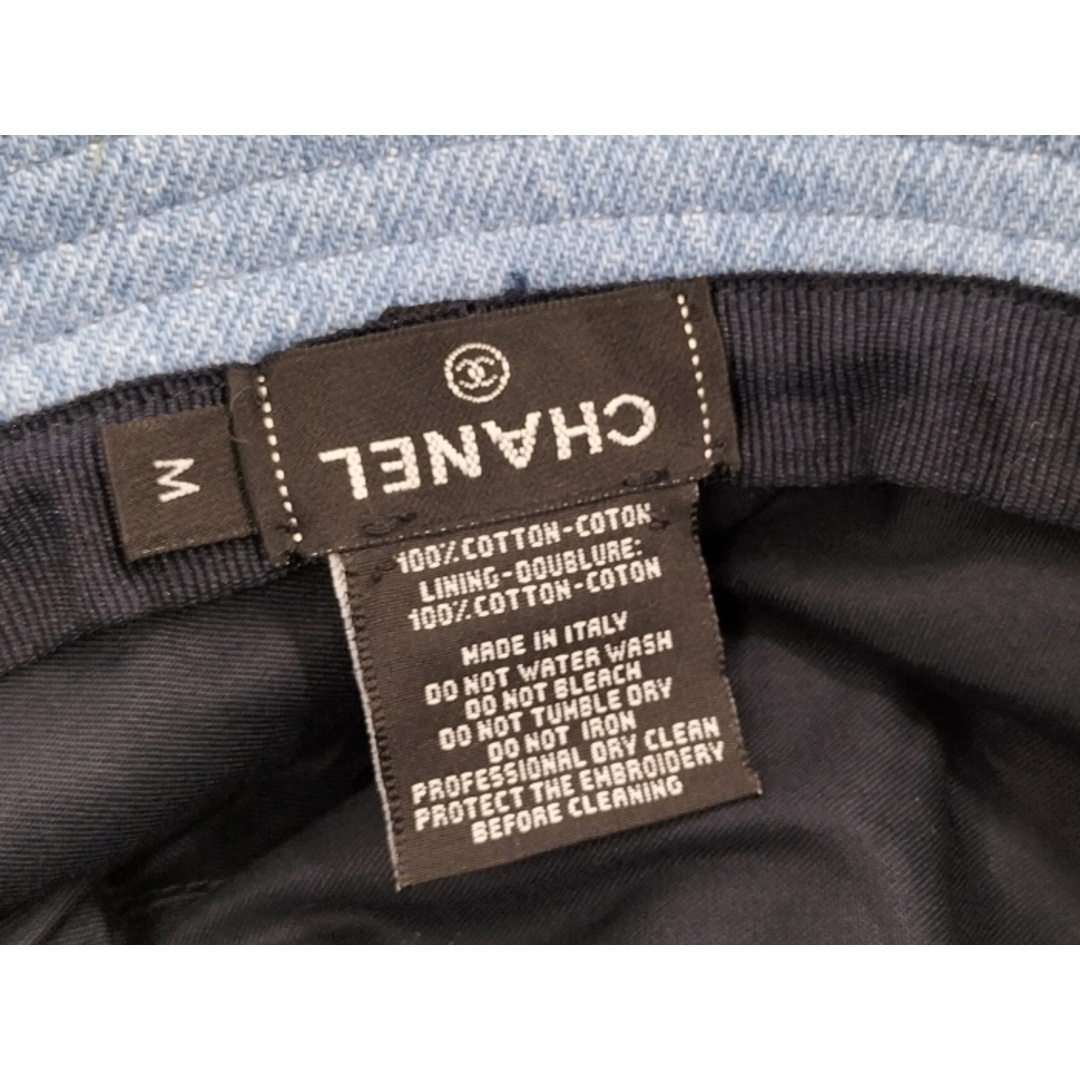 CHANEL
M
100% COTTON-COTON
LINING-DOUBLURE:
100% COTTON-COTON
MADE IN ITALY
DO NOT WATER WASH
DO NOT BLEACH
DO NOT TUMBLE DRY
DO NOT IRON
PROFESSIONAL DRY CLEAN
PROTECT THE EMBROIDERY
BEFORE CLEANING